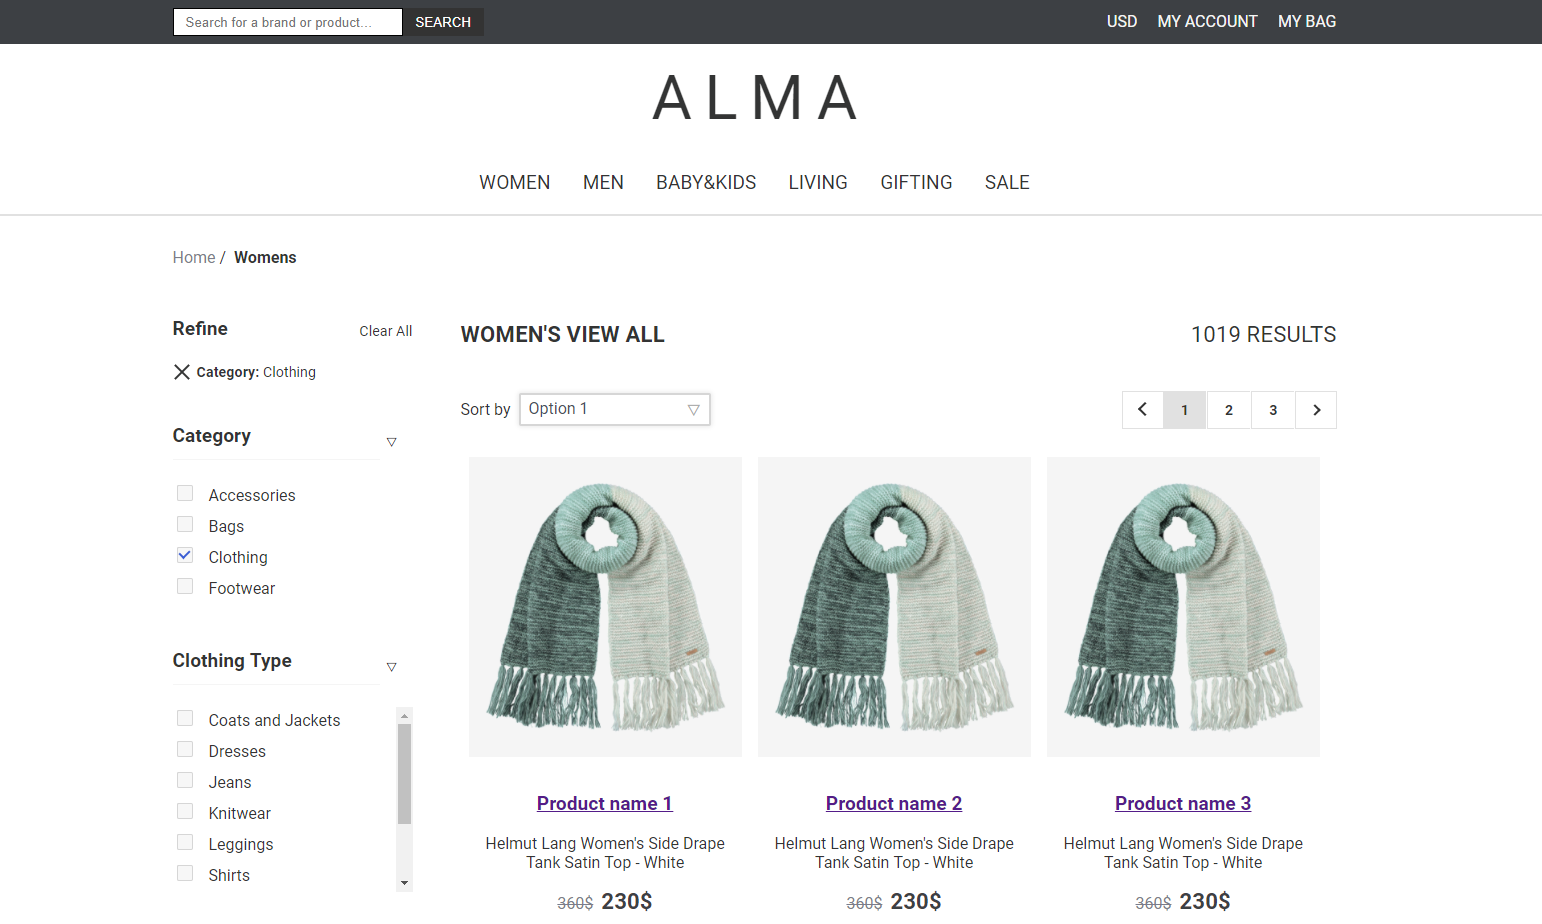 Search for a brand or product...
SEARCH
USD MY ACCOUNT MY BAG
ALMA
WOMEN MEN BABY&KIDS LIVING GIFTING SALE
Home / Womens
Refine
Clear All
Category: Clothing
Category
Accessories
Bags
Clothing
Footwear
Clothing Type
Coats and Jackets
Dresses
Jeans
Knitwear
Leggings
Shirts
WOMEN'S VIEW ALL
1019 RESULTS
Sort by Option 1
1 2 3
Product name 1
Helmut Lang Women's Side Drape
Tank Satin Top - White
360$ 230$
Product name 2
Helmut Lang Women's Side Drape
Tank Satin Top - White
360$ 230$
Product name 3
Helmut Lang Women's Side Drape
Tank Satin Top - White
360$ 230$